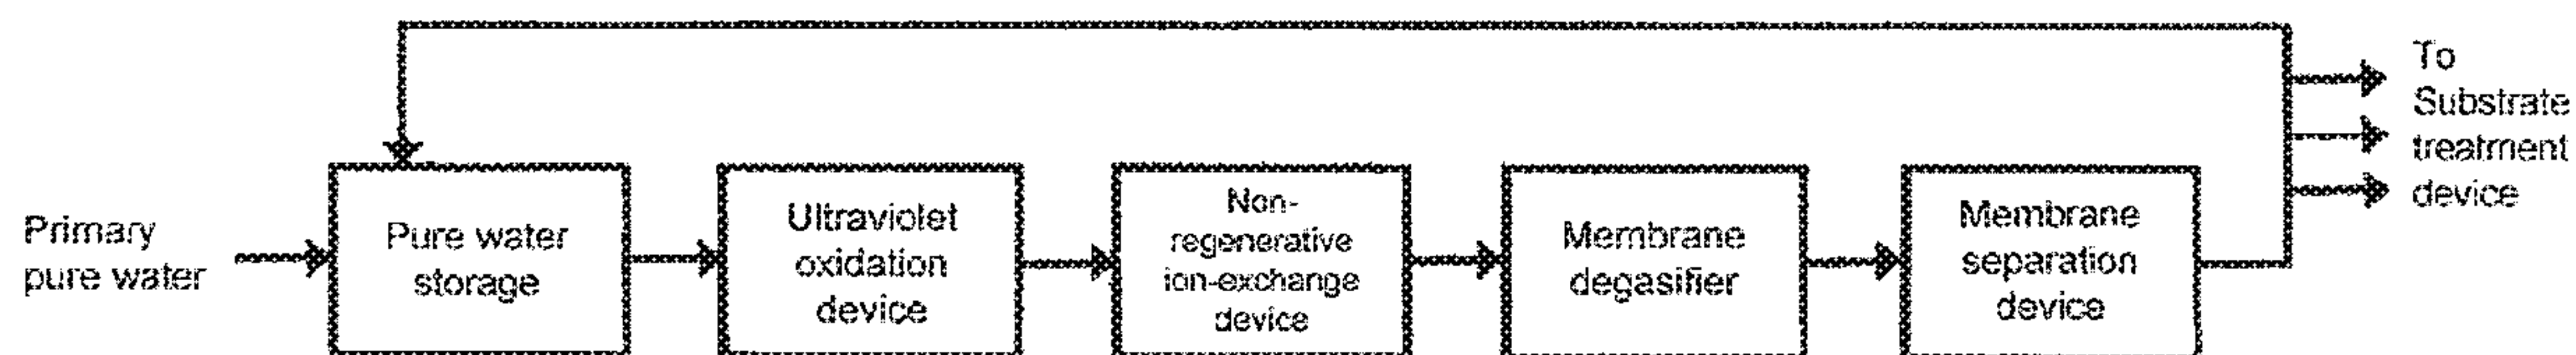 Primary
pure water
Pure water
storage
Ultraviolet
oxidation
device
Non-
regenerative
ion-exchange
device
Membrane
degasifier
Membrane
separation
device
To
Substrate
treatment
device